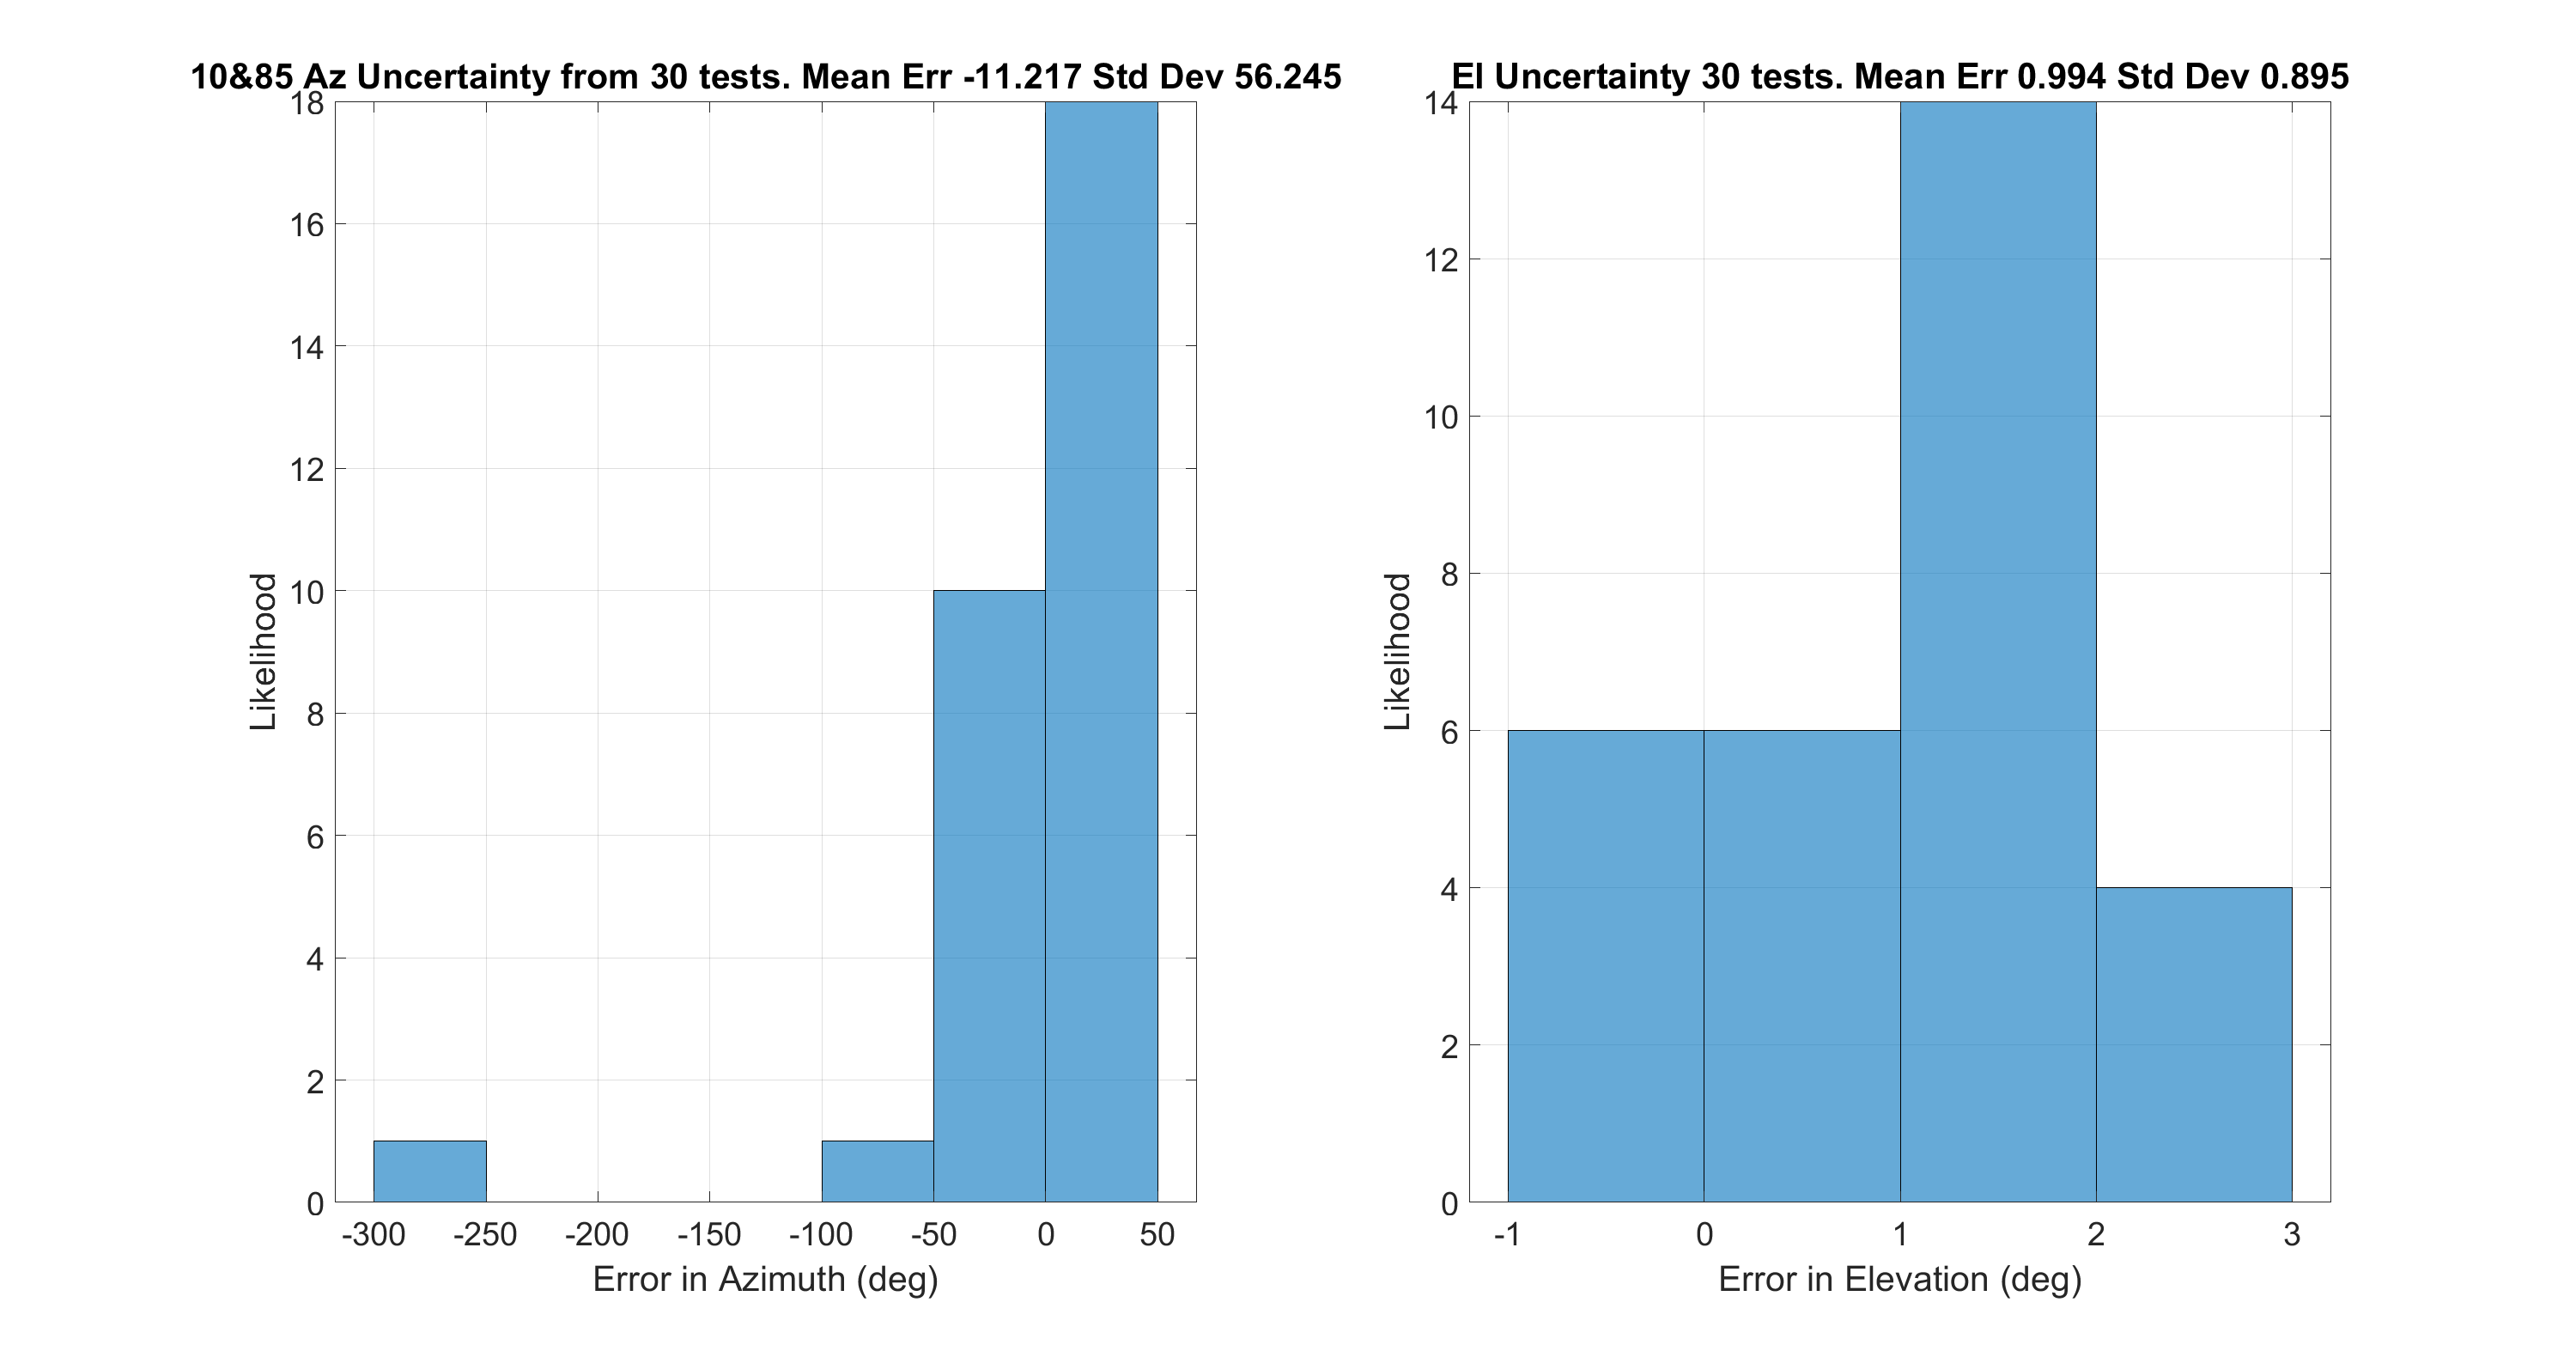 10&85 Az Uncertainty from 30 tests. Mean Err -11.217 Std Dev 56.245
18
16
14
12
10
8
6
4
2
0
Likelihood
-300 -250 -200 -150 -100 -50 0 50
Error in Azimuth (deg)
El Uncertainty 30 tests. Mean Err 0.994 Std Dev 0.895
14
12
10
8
6
4
2
0
Likelihood
-1 0 1 2 3
Error in Elevation (deg)